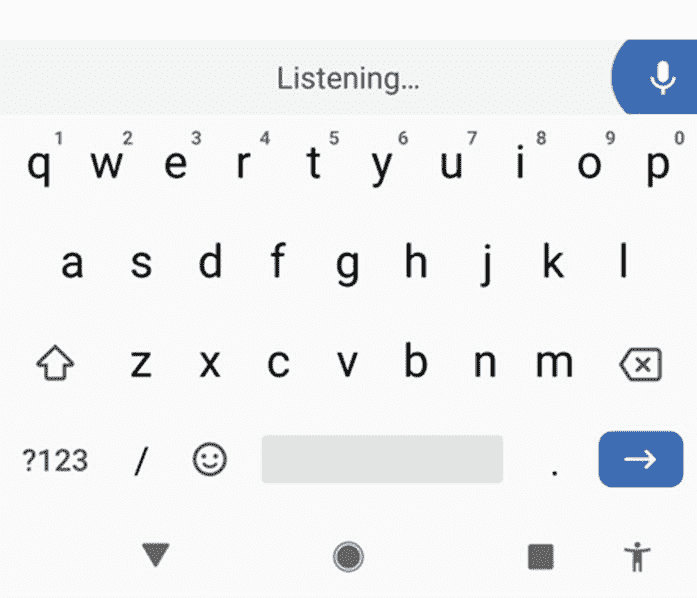 Listening...
1 2 3 4 5 6 7 8 9 0
q w e r t y u i o p
a s d f g h j k l
z x c v b n m
?123 / .